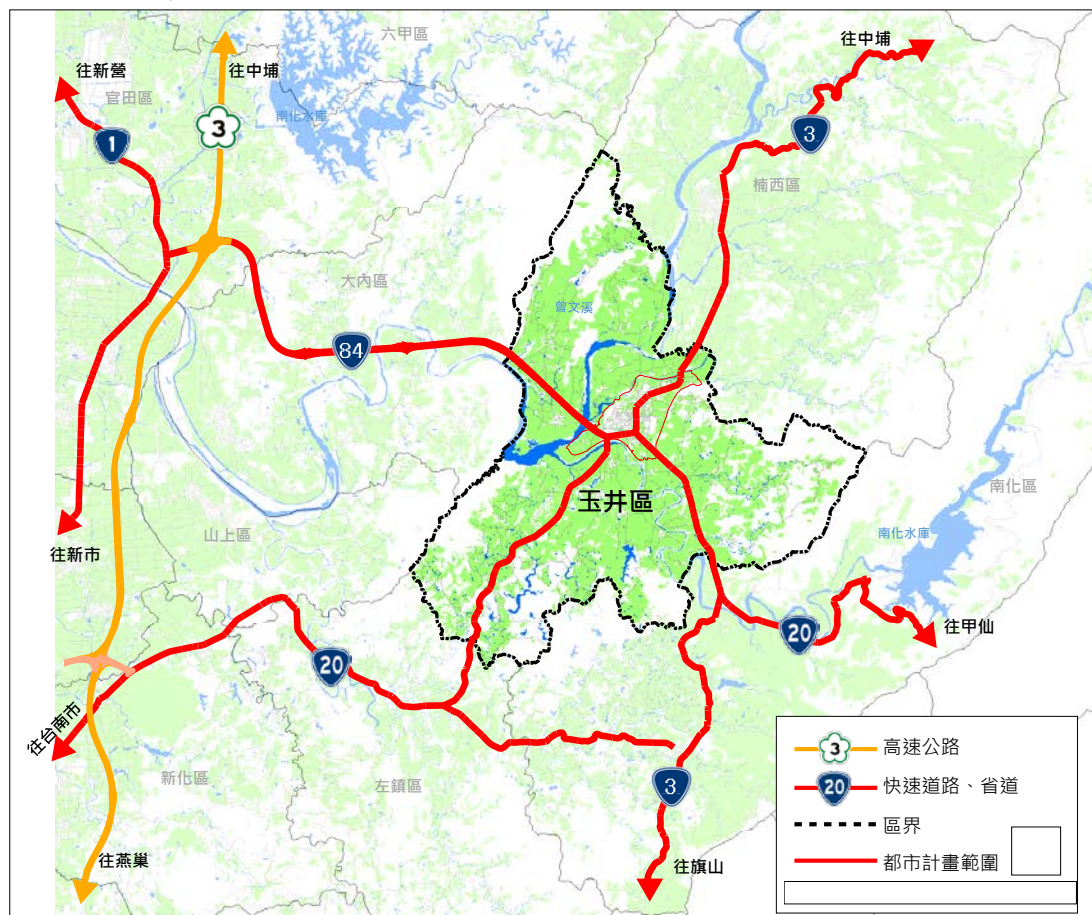 六甲區
往中埔
往新營
往中埔
官田區
南化水庫
3
1
3
楠西區
大內區
曾文溪
84
玉井區
南化區
南化水庫
山上區
往新市
20
20
往甲仙
往台南市
新化區
左鎮區
3
往燕巢
往旗山
3 高速公路
20 快速道路、省道
區界
都市計畫範圍